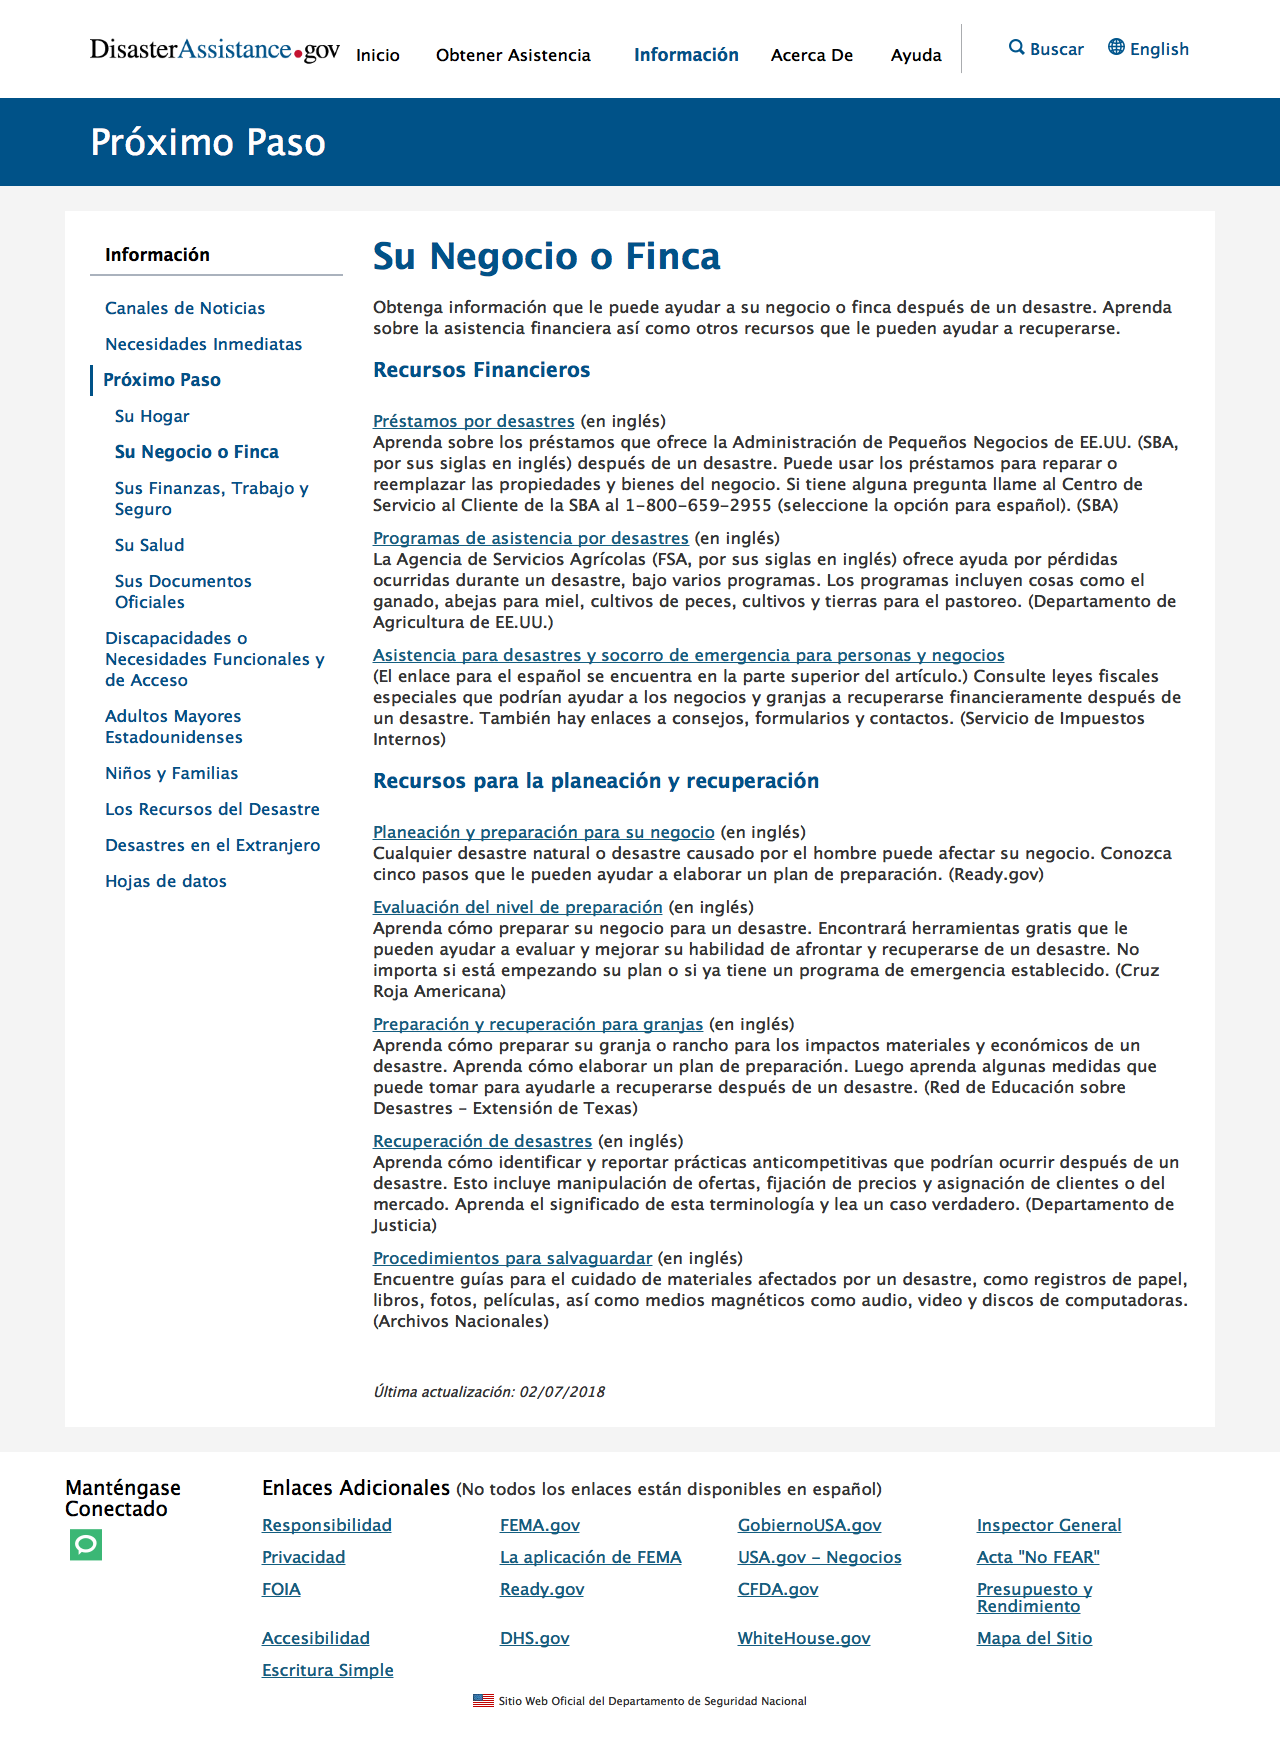 DisasterAssistance.gov
Inicio
Obtener Asistencia
Información
Acerca De
Ayuda
Buscar
English
Próximo Paso
Información
Canales de Noticias
Necesidades Inmediatas
Próximo Paso
Su Hogar
Su Negocio o Finca
Sus Finanzas, Trabajo y
Seguro
Su Salud
Sus Documentos
Oficiales
Discapacidades o
Necesidades Funcionales y
de Acceso
Adultos Mayores
Estadounidenses
Niños y Familias
Los Recursos del Desastre
Desastres en el Extranjero
Hojas de datos
Su Negocio o Finca
Obtenga información que le puede ayudar a su negocio o finca después de un desastre. Aprenda
sobre la asistencia financiera así como otros recursos que le pueden ayudar a recuperarse.
Recursos Financieros
Préstamos por desastres (en inglés)
Aprenda sobre los préstamos que ofrece la Administración de Pequeños Negocios de EE.UU. (SBA,
por sus siglas en inglés) después de un desastre. Puede usar los préstamos para reparar o
reemplazar las propiedades y bienes del negocio. Si tiene alguna pregunta llame al Centro de
Servicio al Cliente de la SBA al 1-800-659-2955 (seleccione la opción para español). (SBA)
Programas de asistencia por desastres (en inglés)
La Agencia de Servicios Agrícolas (FSA, por sus siglas en inglés) ofrece ayuda por pérdidas
ocurridas durante un desastre, bajo varios programas. Los programas incluyen cosas como el
ganado, abejas para miel, cultivos de peces, cultivos y tierras para el pastoreo. (Departamento de
Agricultura de EE.UU.)
Asistencia para desastres y socorro de emergencia para personas y negocios
(El enlace para el español se encuentra en la parte superior del artículo.) Consulte leyes fiscales
especiales que podrían ayudar a los negocios y granjas a recuperarse financieramente después de
un desastre. También hay enlaces a consejos, formularios y contactos. (Servicio de Impuestos
Internos)
Recursos para la planeación y recuperación
Planeación y preparación para su negocio (en inglés)
Cualquier desastre natural o desastre causado por el hombre puede afectar su negocio. Conozca
cinco pasos que le pueden ayudar a elaborar un plan de preparación. (Ready.gov)
Evaluación del nivel de preparación (en inglés)
Aprenda cómo preparar su negocio para un desastre. Encontrará herramientas gratis que le
pueden ayudar a evaluar y mejorar su habilidad de afrontar y recuperarse de un desastre. No
importa si está empezando su plan o si ya tiene un programa de emergencia establecido. (Cruz
Roja Americana)
Preparación y recuperación para granjas (en inglés)
Aprenda cómo preparar su granja o rancho para los impactos materiales y económicos de un
desastre. Aprenda cómo elaborar un plan de preparación. Luego aprenda algunas medidas que
puede tomar para ayudarle a recuperarse después de un desastre. (Red de Educación sobre
Desastres – Extensión de Texas)
Recuperación de desastres (en inglés)
Aprenda cómo identificar y reportar prácticas anticompetitivas que podrían ocurrir después de un
desastre. Esto incluye manipulación de ofertas, fijación de precios y asignación de clientes o del
mercado. Aprenda el significado de esta terminología y lea un caso verdadero. (Departamento de
Justicia)
Procedimientos para salvaguardar (en inglés)
Encuentre guías para el cuidado de materiales afectados por un desastre, como registros de papel,
libros, fotos, películas, así como medios magnéticos como audio, video y discos de computadoras.
(Archivos Nacionales)
Última actualización: 02/07/2018
Manténgase
Conectado
Enlaces Adicionales (No todos los enlaces están disponibles en español)
Responsibilidad
FEMA.gov
GobiernoUSA.gov
Inspector General
Privacidad
La aplicación de FEMA
USA.gov – Negocios
Acta "No FEAR"
FOIA
Ready.gov
CFDA.gov
Presupuesto y
Rendimiento
Accesibilidad
DHS.gov
WhiteHouse.gov
Mapa del Sitio
Escritura Simple
Sitio Web Oficial del Departamento de Seguridad Nacional